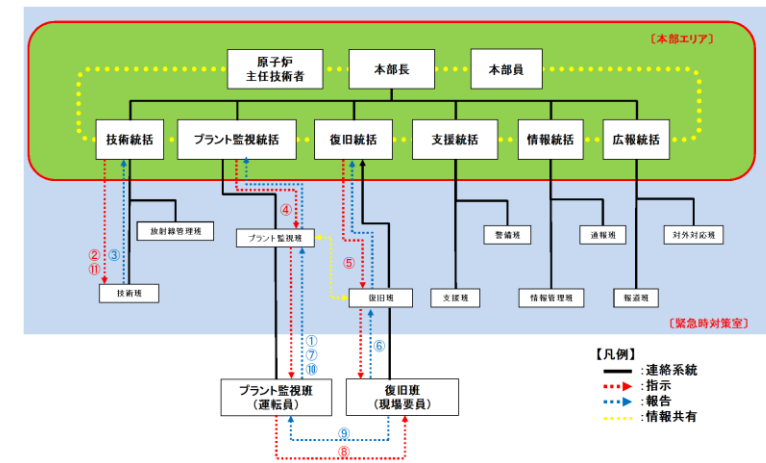 〔本部エリア〕
原子炉
主任技術者
本部長
本部員
技術統括
プラント監視統括
復旧統括
支援統括
情報統括
広報統括
放射線管理班
④
プラント監視班
警備班
通報班
対外対応班
②
⑪
③
⑤
技術班
復旧班
支援班
情報管理班
報道班
〔緊急時対策室〕
①
⑦
⑩
⑥
【凡例】
:連絡系統
:指示
:報告
:情報共有
プラント監視班
(運転員)
復旧班
(現場要員)
⑨
⑧